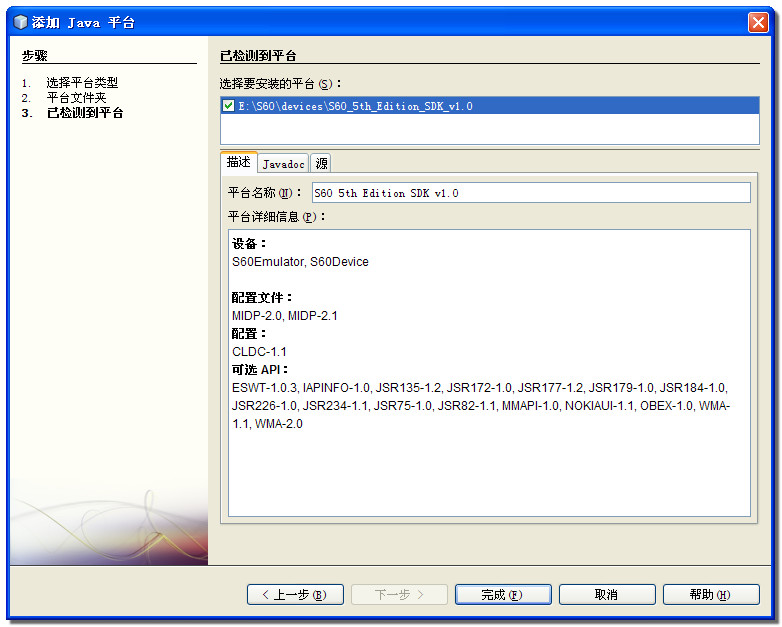 添加 Java 平台
步骤
1. 选择平台类型
2. 平台文件夹
3. 已检测到平台
已检测到平台
选择要安装的平台(S)：
E:\S60\devices\S60_5th_Edition_SDK_v1.0
描述 Javadoc 源
平台名称(N)： S60 5th Edition SDK v1.0
平台详细信息(P)：
设备：
S60Emulator, S60Device
配置文件：
MIDP-2.0, MIDP-2.1
配置：
CLDC-1.1
可选 API：
ESWT-1.0.3, IAPINFO-1.0, JSR135-1.2, JSR172-1.0, JSR177-1.2, JSR179-1.0, JSR184-1.0,
JSR226-1.0, JSR234-1.1, JSR75-1.0, JSR82-1.1, MMAPI-1.0, NOKIAUI-1.1, OBEX-1.0, WMA-
1.1, WMA-2.0
< 上一步(B) 下一步 > 完成(F) 取消 帮助(H)